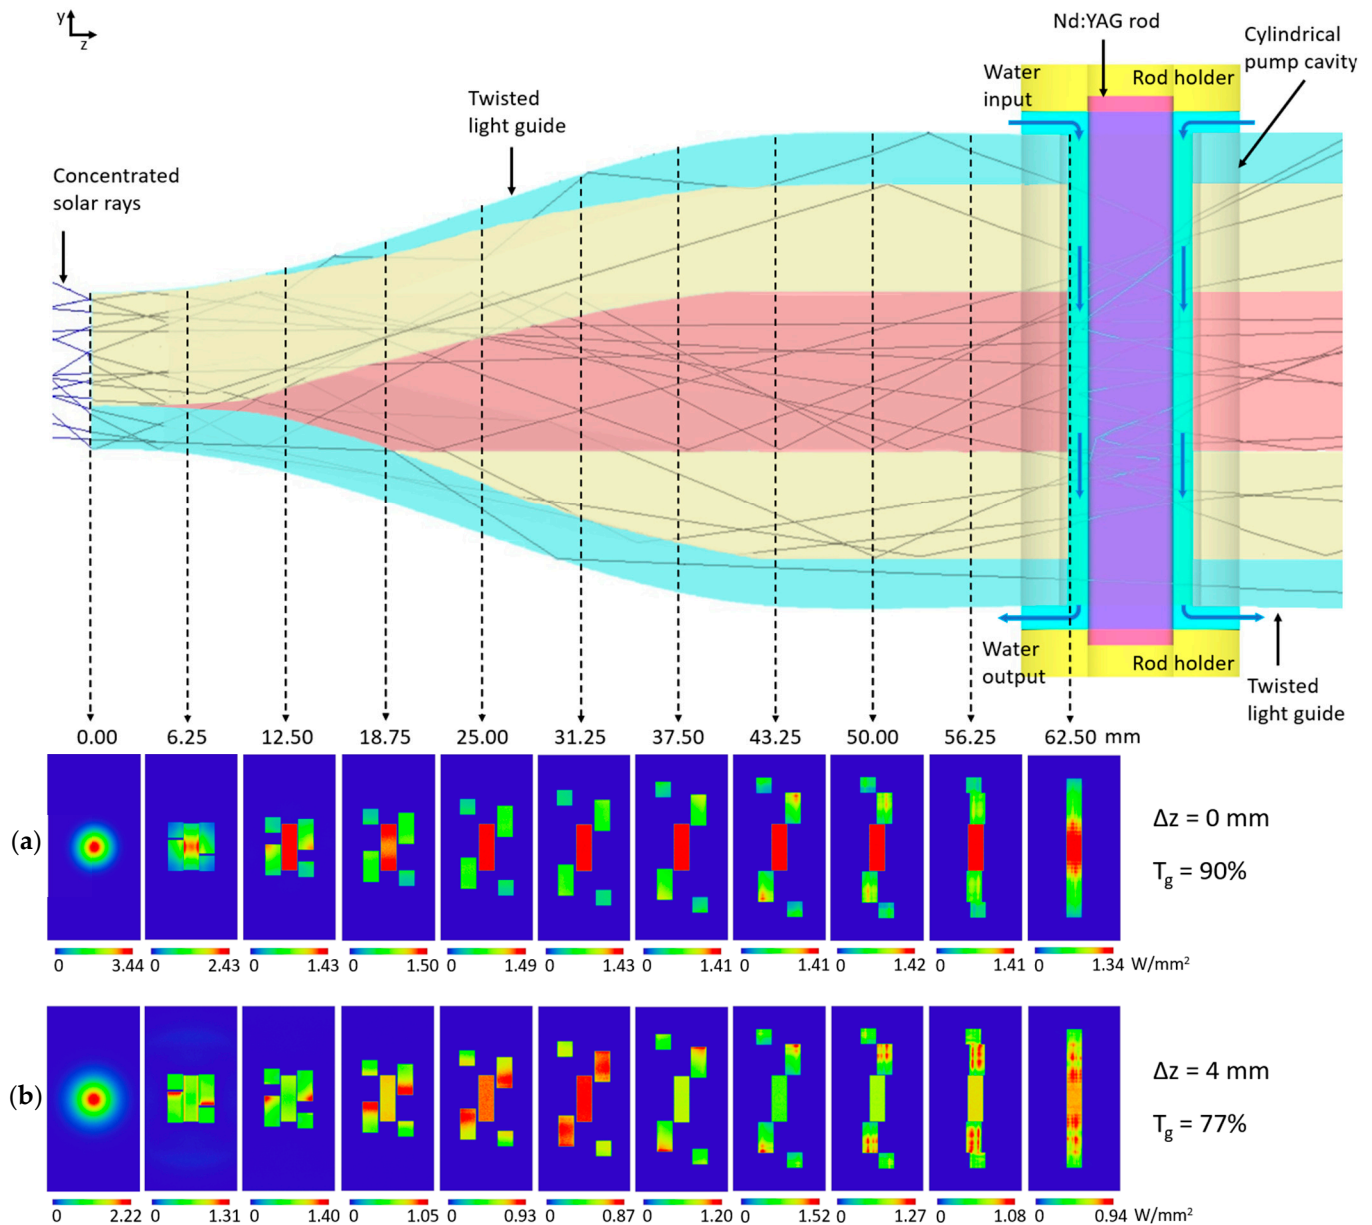 y
z
Nd:YAG rod
Cylindrical
pump cavity
Water
input
Rod holder
Twisted
light guide
Concentrated
solar rays
Water
output
Rod holder
Twisted
light guide
0.00 6.25 12.50 18.75 25.00 31.25 37.50 43.25 50.00 56.25 62.50 mm
(a)
Δz = 0 mm
Tg = 90%
0 3.44 0 2.43 0 1.43 0 1.50 0 1.49 0 1.43 0 1.41 0 1.41 0 1.42 0 1.41 0 1.34 W/mm²
(b)
Δz = 4 mm
Tg = 77%
0 2.22 0 1.31 0 1.40 0 1.05 0 0.93 0 0.87 0 1.20 0 1.52 0 1.27 0 1.08 0 0.94 W/mm²